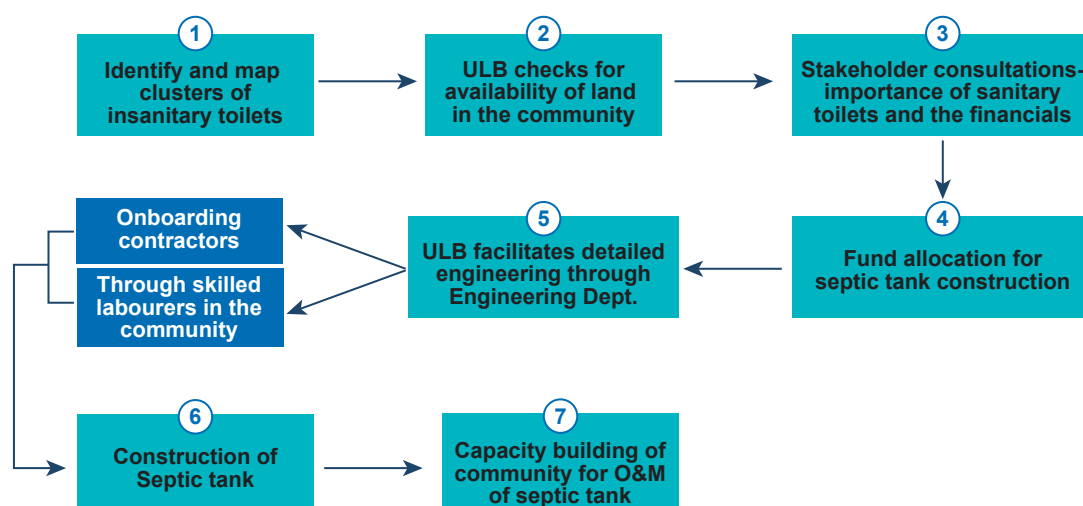 1
Identify and map
clusters of
insanitary toilets
2
ULB checks for
availability of land
in the community
3
Stakeholder consultations-
importance of sanitary
toilets and the financials
4
Fund allocation for
septic tank construction
5
ULB facilitates detailed
engineering through
Engineering Dept.
Onboarding
contractors
Through skilled
labourers in the
community
6
Construction of
Septic tank
7
Capacity building of
community for O&M
of septic tank